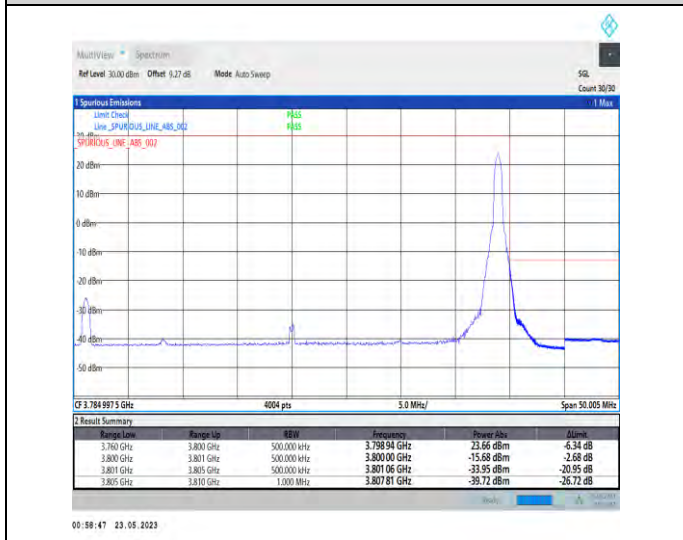 MultiView Spectrum
Ref Level 30.00 dBm Offset 9.27 dB Mode Auto Sweep SGL
Count 30/30
1 Spurious Emissions 1 Max
Limit Check PASS
Line _SPURIOUS_LINE_ABS_002 PASS
_SPURIOUS_LINE_ABS_002
20 dBm
10 dBm
0 dBm
-10 dBm
-20 dBm
-30 dBm
-40 dBm
-50 dBm
CF 3.784 997 5 GHz 4004 pts 5.0 MHz/ Span 50.005 MHz
2 Result Summary
Range Low Range Up RBW Frequency Power Abs ΔLimit
3.760 GHz 3.800 GHz 500.000 kHz 3.798 94 GHz 23.66 dBm -6.34 dB
3.800 GHz 3.801 GHz 500.000 kHz 3.800 00 GHz -15.68 dBm -2.68 dB
3.801 GHz 3.805 GHz 500.000 kHz 3.801 06 GHz -33.95 dBm -20.95 dB
3.805 GHz 3.810 GHz 1.000 MHz 3.807 81 GHz -39.72 dBm -26.72 dB
Ready
00:58:47 23.05.2023